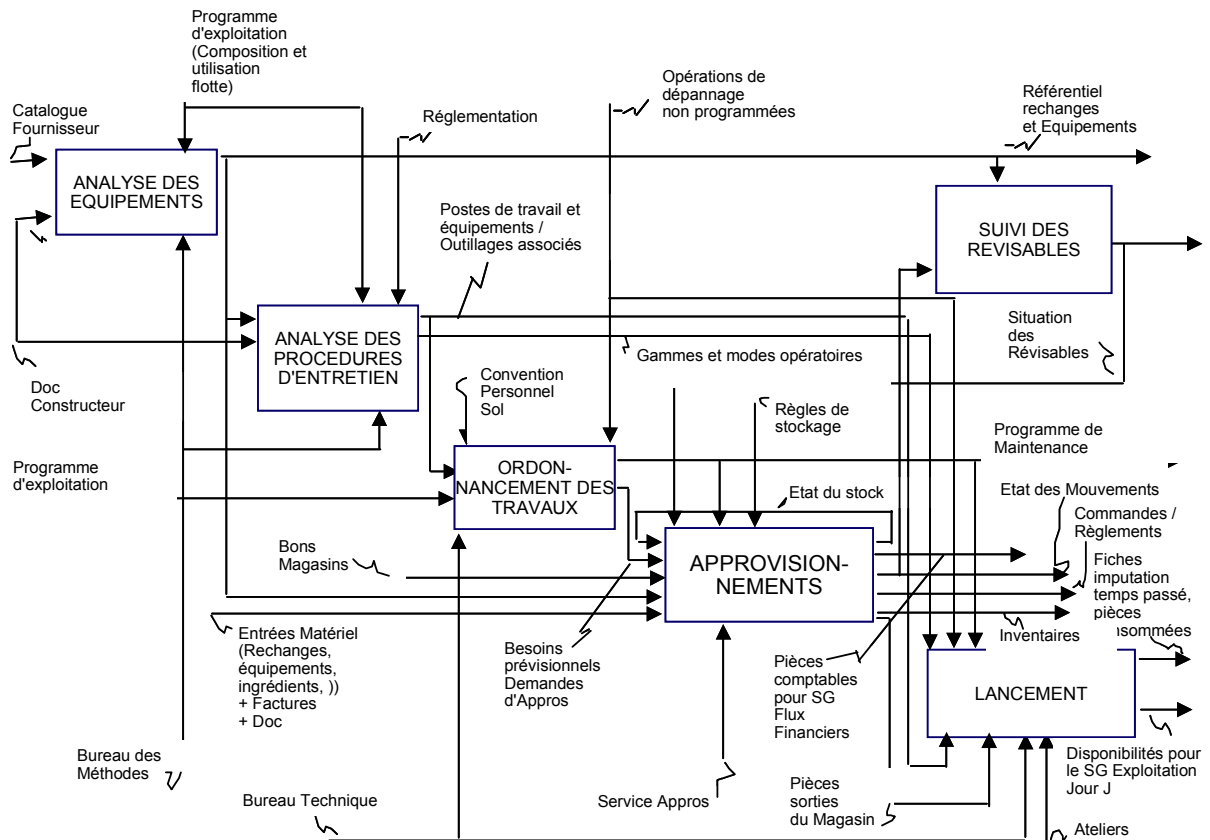 Programme
d'exploitation
(Composition et
utilisation
flotte)
Catalogue
Fournisseur
Réglementation
Opérations de
dépannage
non programmées
Référentiel
rechanges
et Equipements
ANALYSE DES
EQUIPEMENTS
Postes de travail et
équipements /
Outillages associés
SUIVI DES
REVISABLES
ANALYSE DES
PROCEDURES
D'ENTRETIEN
Gammes et modes opératoires
Situation
des
Révisables
Doc
Constructeur
Convention
Personnel
Sol
Règles de
stockage
Programme de
Maintenance
Programme
d'exploitation
ORDON-
NANCEMENT DES
TRAVAUX
Etat du stock
Etat des Mouvements
Commandes /
Règlements
Bons
Magasins
APPROVISION-
NEMENTS
Fiches
imputation
temps passé,
pièces
nsommées
Inventaires
Entrées Matériel
(Rechanges,
équipements,
ingrédients, ))
+ Factures
+ Doc
Besoins
prévisionnels
Demandes
d'Appros
Pièces
comptables
pour SG
Flux
Financiers
LANCEMENT
Bureau des
Méthodes
Disponibilités pour
le SG Exploitation
Jour J
Bureau Technique
Service Appros
Pièces
sorties
du Magasin
Ateliers